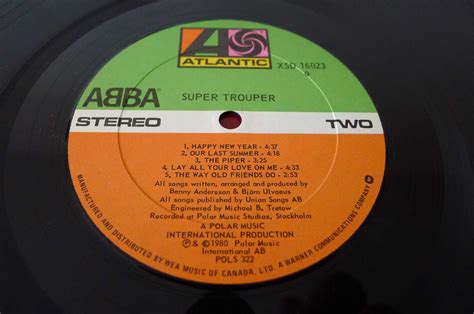 ATLANTIC
XSD 16023
ABBA
SUPER TROUPER
STEREO
TWO
1. HAPPY NEW YEAR - 4:37
2. OUR LAST SUMMER - 4:18
3. THE PIPER - 3:25
4. LAY ALL YOUR LOVE ON ME - 4:33
5. THE WAY OLD FRIENDS DO - 2:53
All songs written, arranged and produced by
Benny Andersson & Björn Ulvaeus
All songs published by Union Songs AB
Engineered by Michael B. Tretow
Recorded at Polar Music Studios, Stockholm
A POLAR MUSIC
INTERNATIONAL PRODUCTION
℗ & © 1980 Polar Music
International AB
POLS 322
MANUFACTURED AND DISTRIBUTED BY WEA MUSIC OF CANADA, LTD. A WARNER COMMUNICATIONS COMPANY